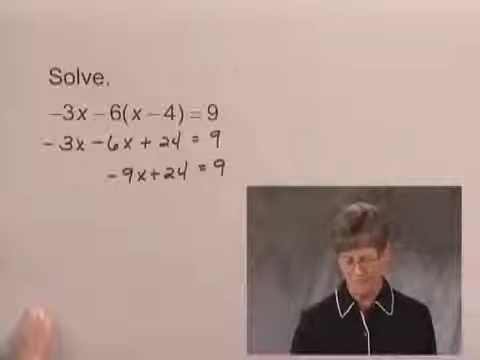 Solve.
−3x − 6(x − 4) = 9
−3x − 6x + 24 = 9
−9x + 24 = 9